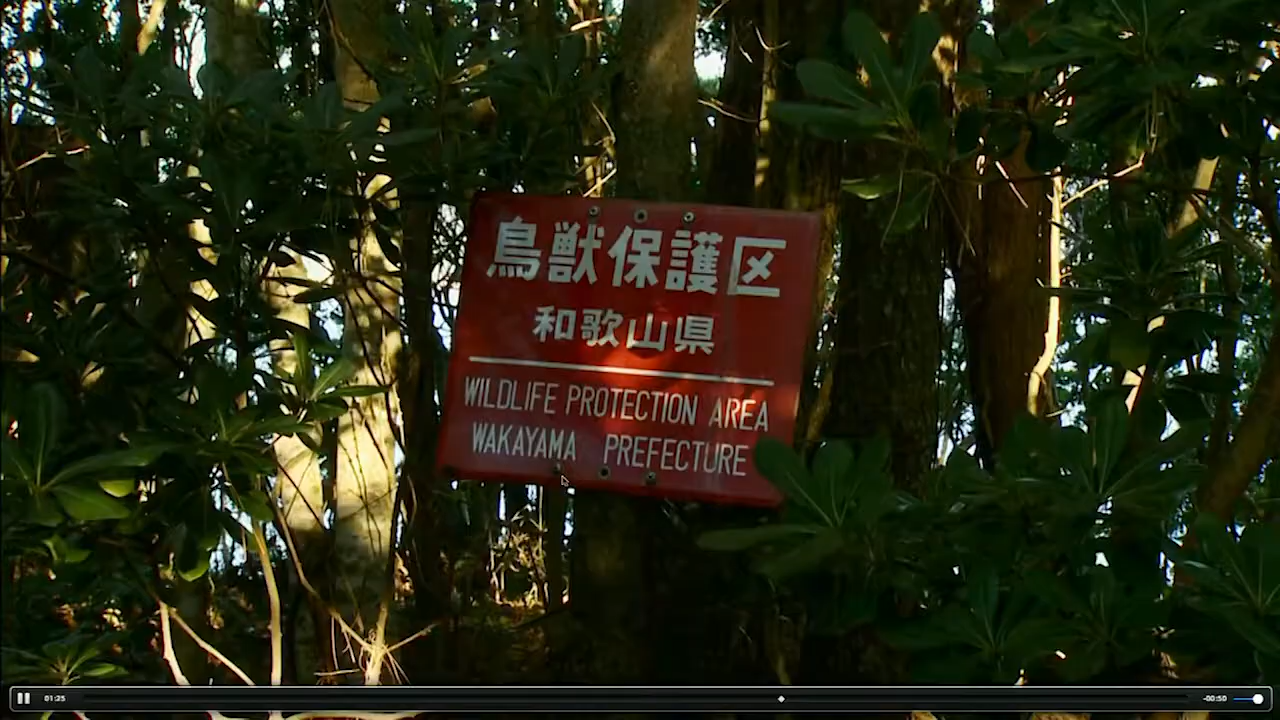 鳥獣保護区
和歌山県
WILDLIFE PROTECTION AREA
WAKAYAMA PREFECTURE
01:25
-00:50